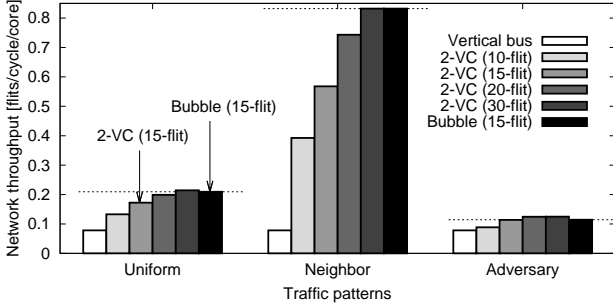 Network throughput [flits/cycle/core]
0.8
0.7
0.6
0.5
0.4
0.3
0.2
0.1
0
Vertical bus
2-VC (10-flit)
2-VC (15-flit)
2-VC (20-flit)
2-VC (30-flit)
Bubble (15-flit)
Bubble (15-flit)
2-VC (15-flit)
Uniform
Neighbor
Adversary
Traffic patterns